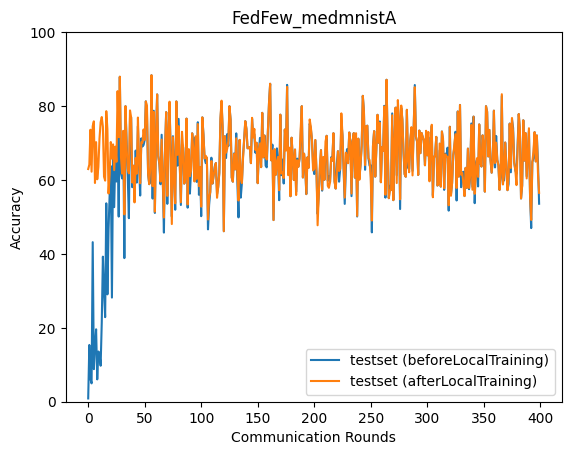 FedFew_medmnistA
100
80
60
40
20
0
Accuracy
0 50 100 150 200 250 300 350 400
Communication Rounds
testset (beforeLocalTraining)
testset (afterLocalTraining)